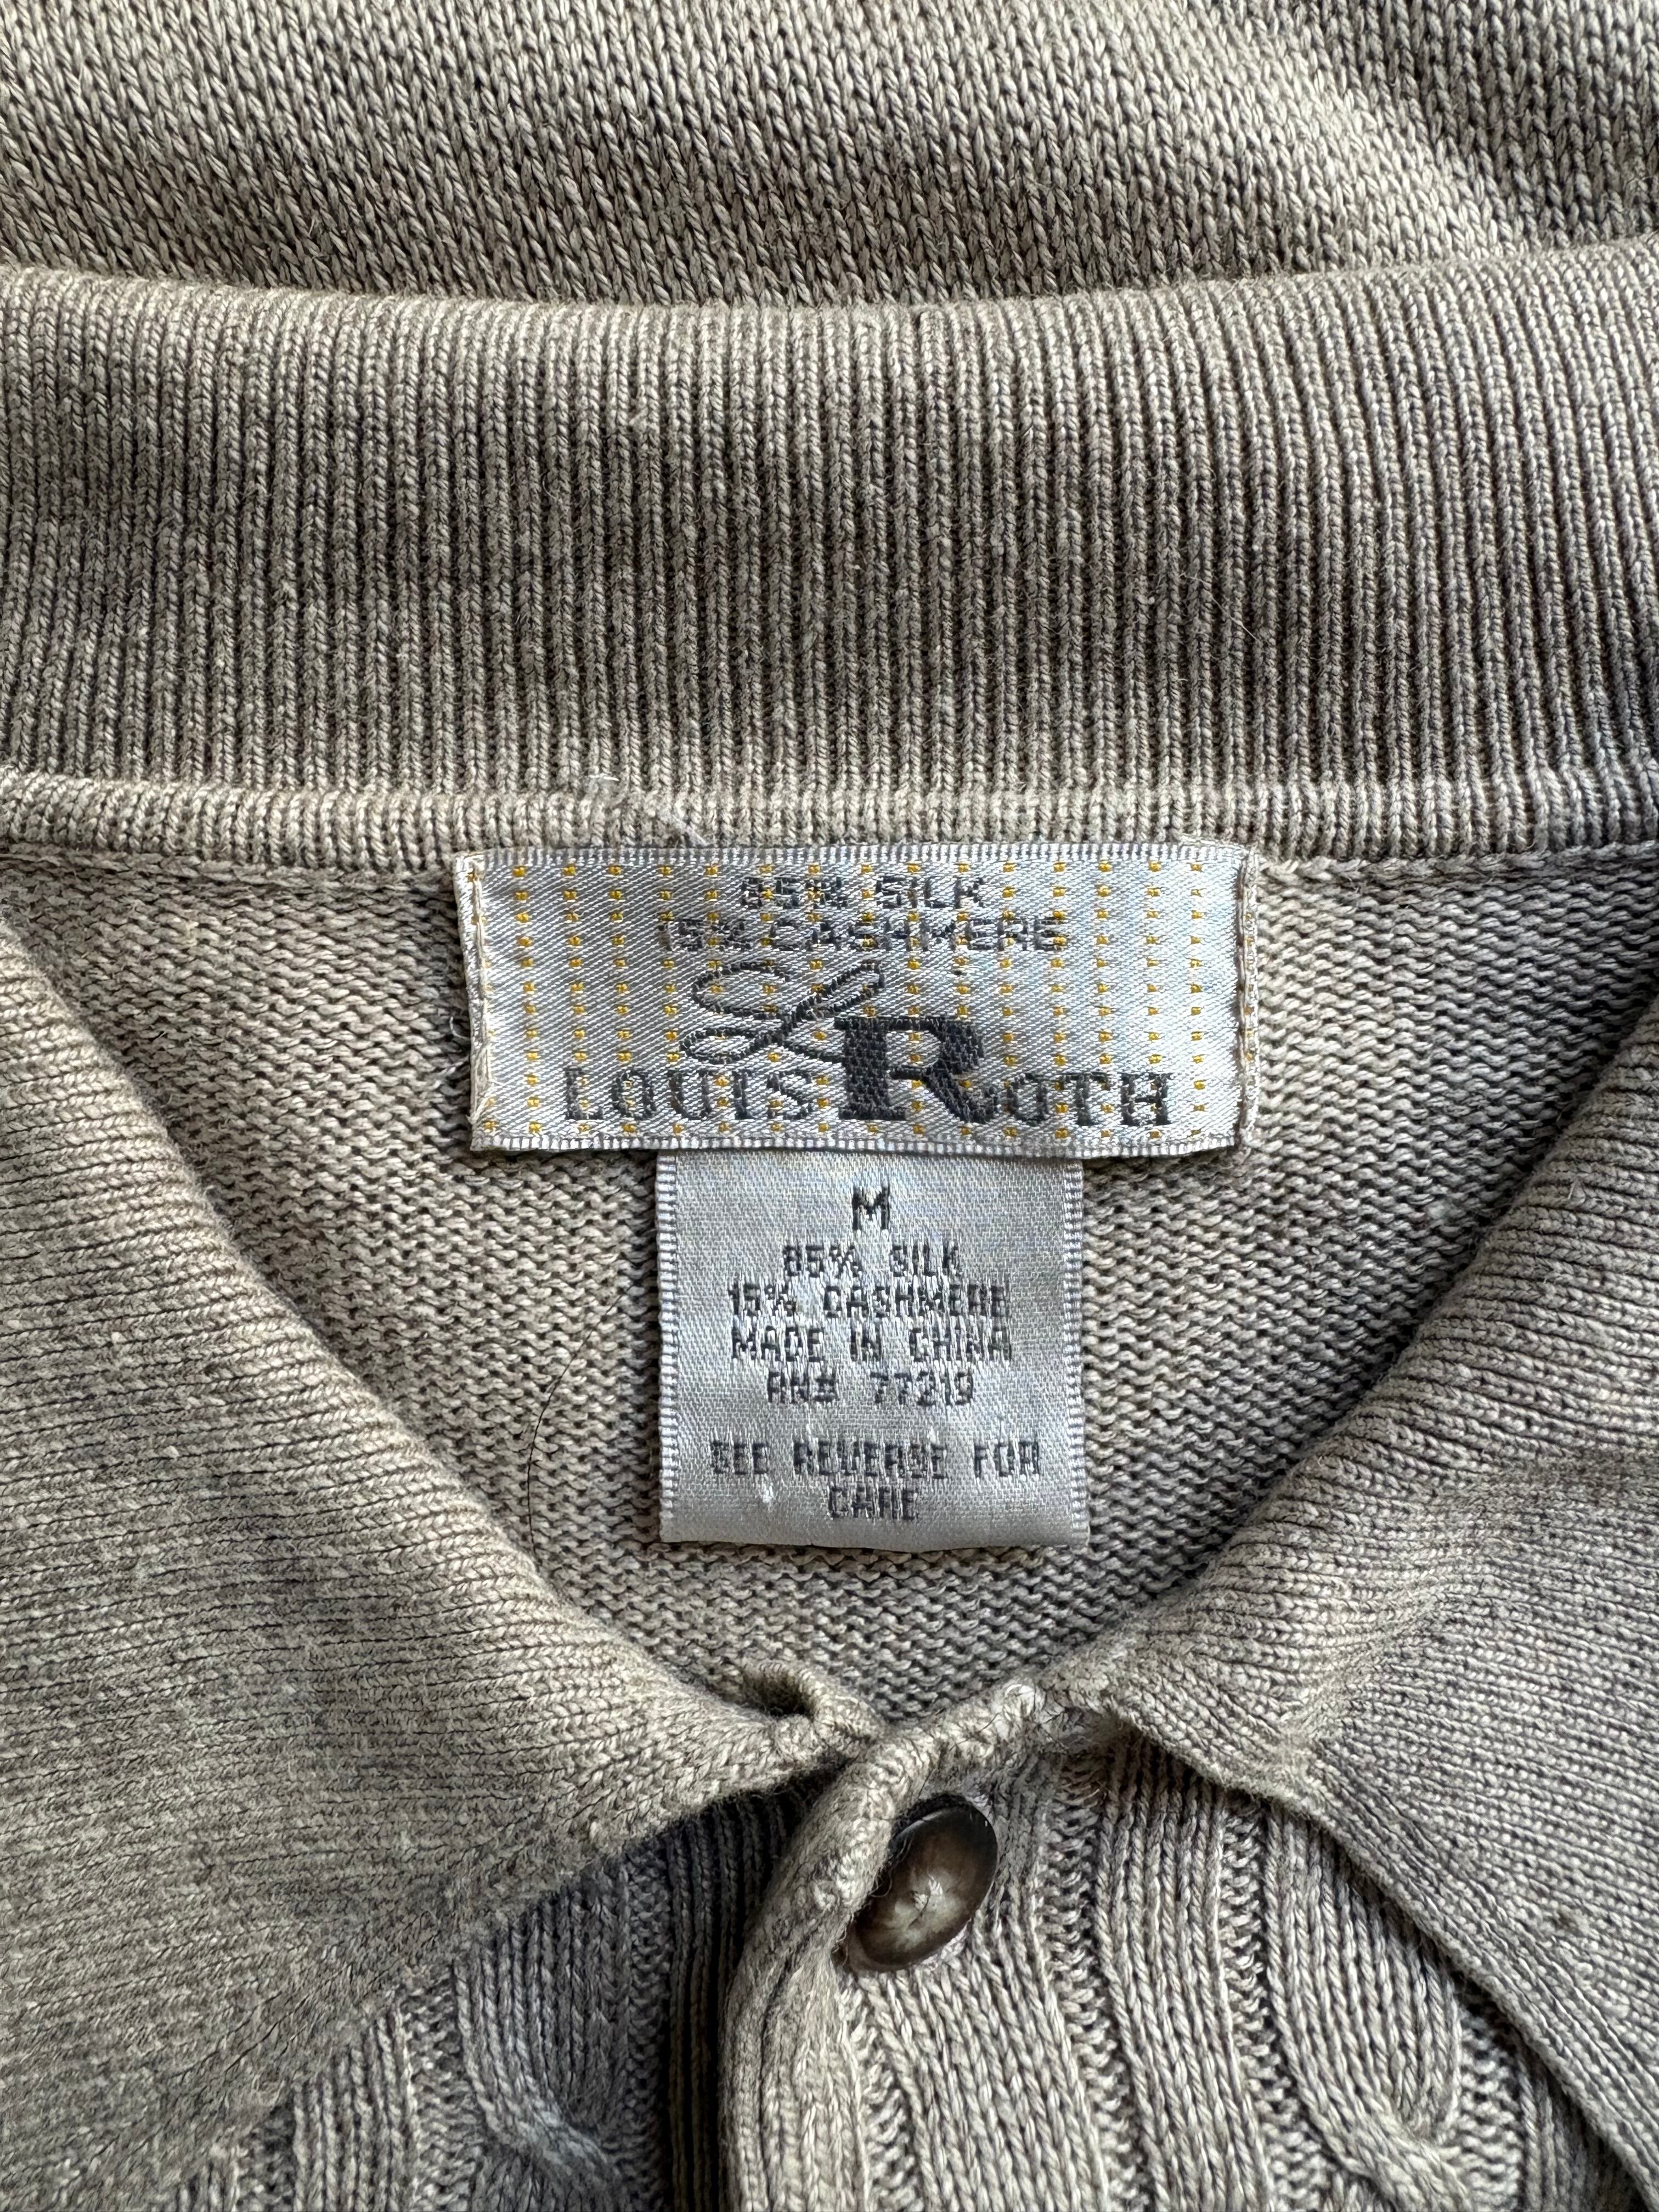 85% SILK
15% CASHMERE
LR
LOUIS ROTH
M
85% SILK
15% CASHMERE
MADE IN CHINA
RN# 77219
SEE REVERSE FOR
CARE